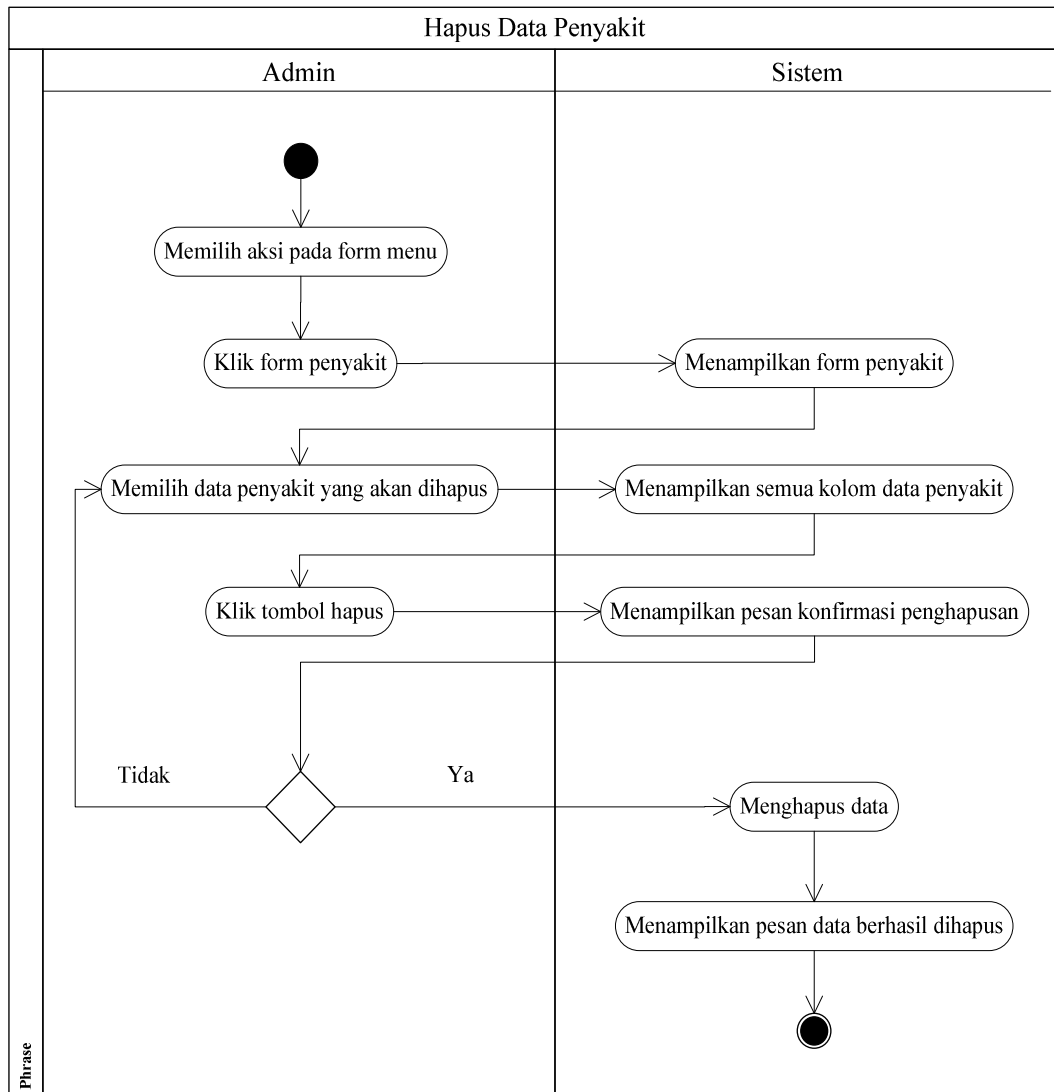 Hapus Data Penyakit
Admin
Sistem
Memilih aksi pada form menu
Klik form penyakit
Menampilkan form penyakit
Memilih data penyakit yang akan dihapus
Menampilkan semua kolom data penyakit
Klik tombol hapus
Menampilkan pesan konfirmasi penghapusan
Tidak
Ya
Menghapus data
Menampilkan pesan data berhasil dihapus
Phrase